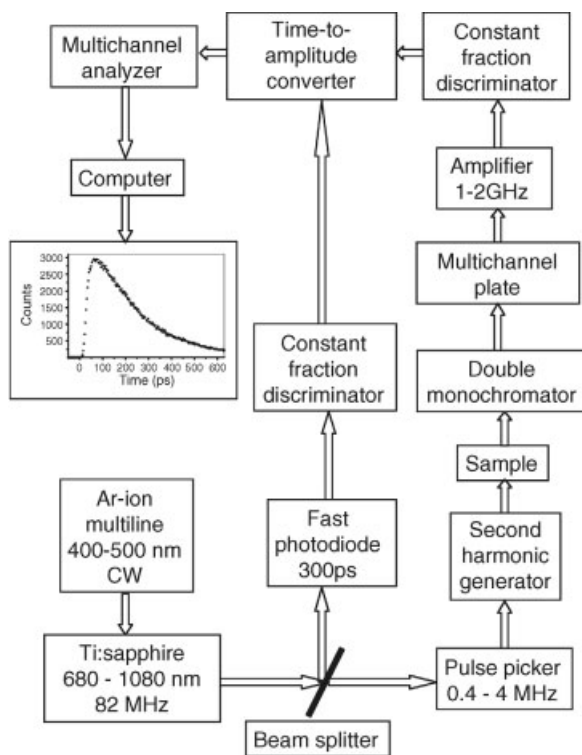 Multichannel
analyzer
Time-to-
amplitude
converter
Constant
fraction
discriminator
Computer
Amplifier
1-2GHz
Multichannel
plate
3000
2500
2000
1500
1000
500
Counts
0 100 200 300 400 500 600
Time (ps)
Constant
fraction
discriminator
Double
monochromator
Sample
Ar-ion
multiline
400-500 nm
CW
Fast
photodiode
300ps
Second
harmonic
generator
Ti:sapphire
680 - 1080 nm
82 MHz
Pulse picker
0.4 - 4 MHz
Beam splitter